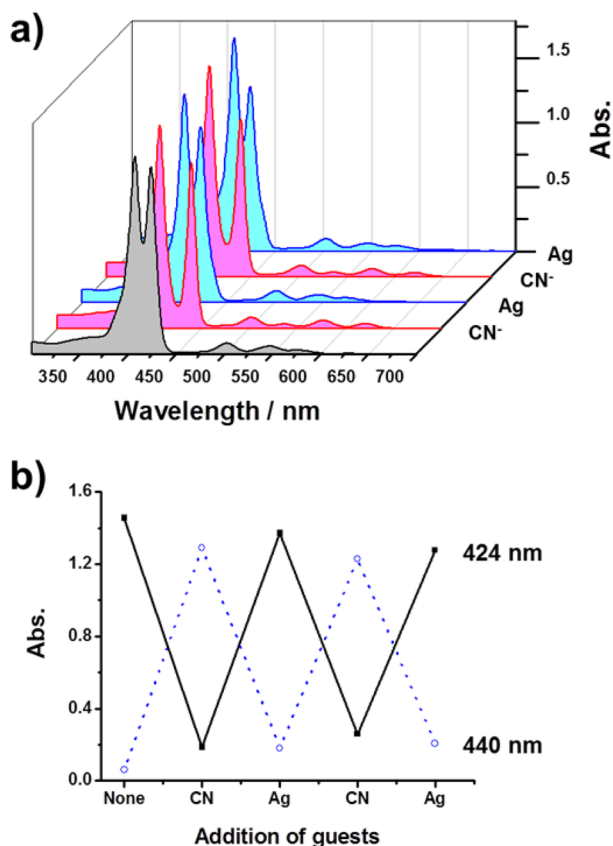 a)
1.5
1.0
0.5
Abs.
Ag
CN-
Ag
CN-
350 400 450 500 550 600 650 700
Wavelength / nm
b)
1.6
1.2
0.8
0.4
0.0
Abs.
424 nm
440 nm
None CN Ag CN Ag
Addition of guests